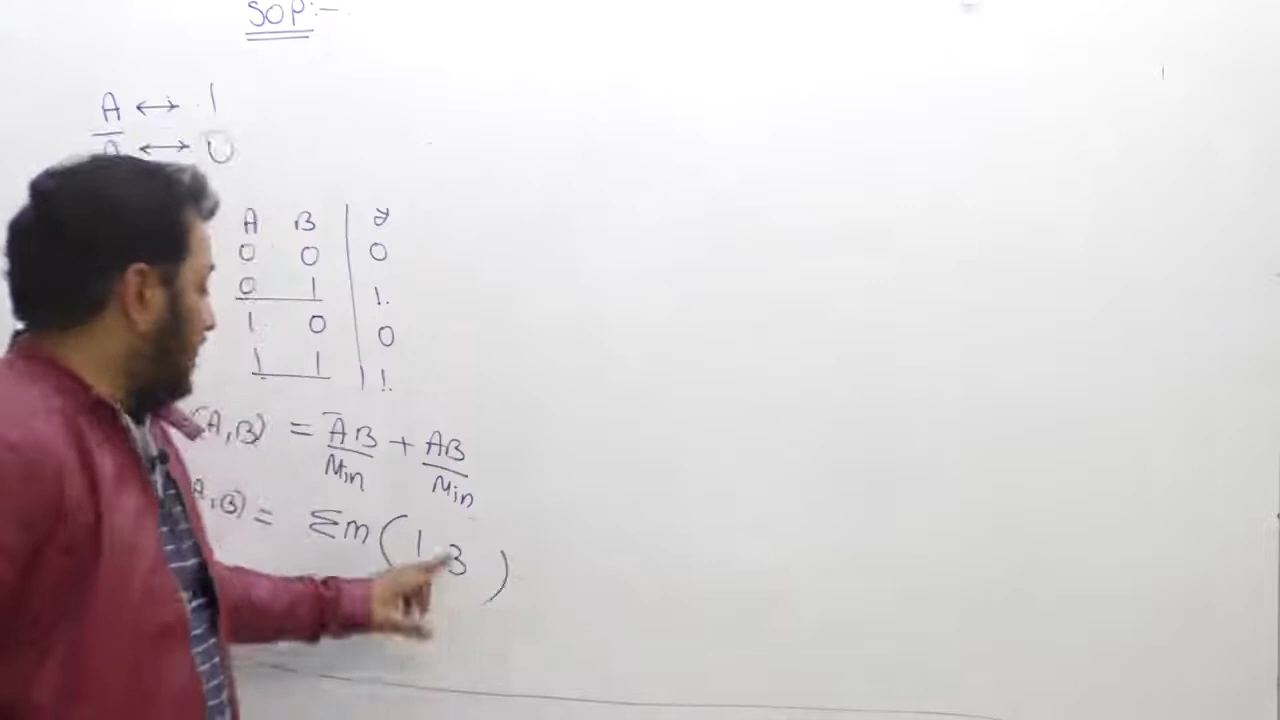 SOP:-
A ↔ 1
A̅ ↔ 0
A B | y
0 0 | 0
0 1 | 1.
1 0 | 0
1 1 | 1.
(A,B) = A̅B + AB
Min Min
A,B) = Σm(1,3)